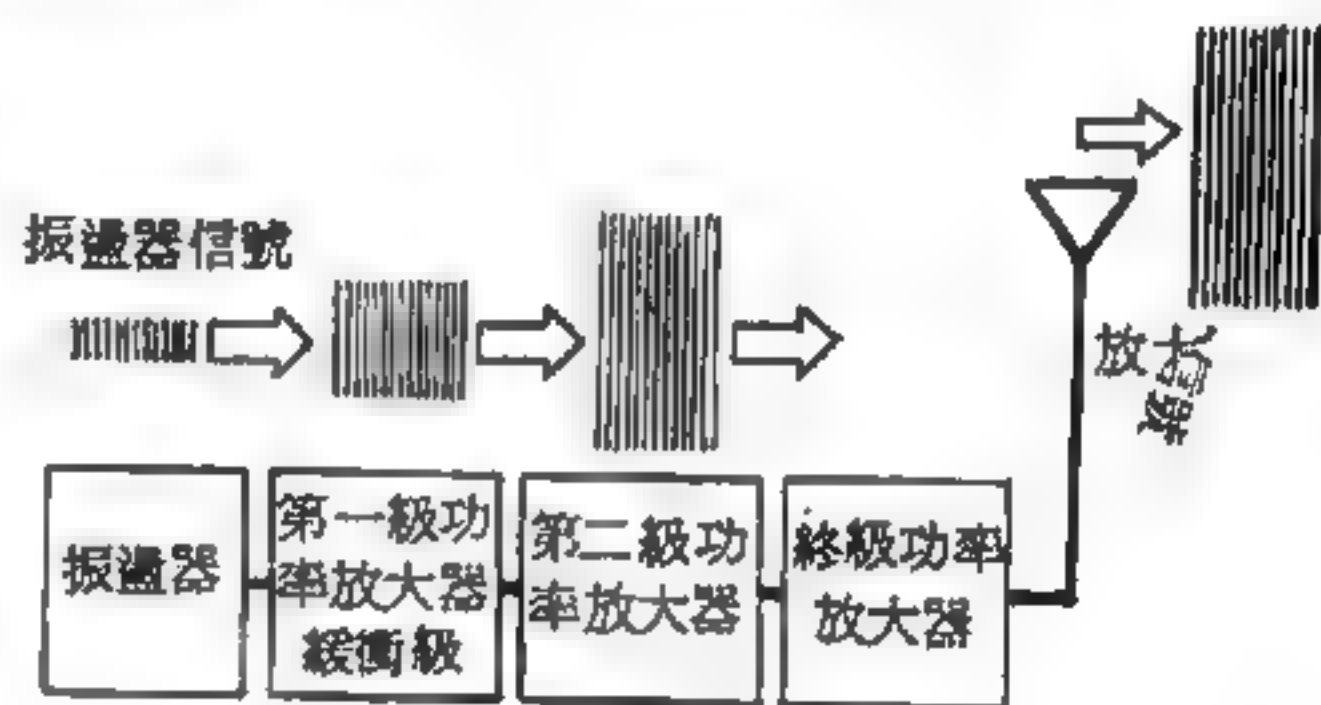 振盪器信號
放大
振盪器
第一級功
率放大器
緩衝級
第二級功
率放大器
終級功率
放大器